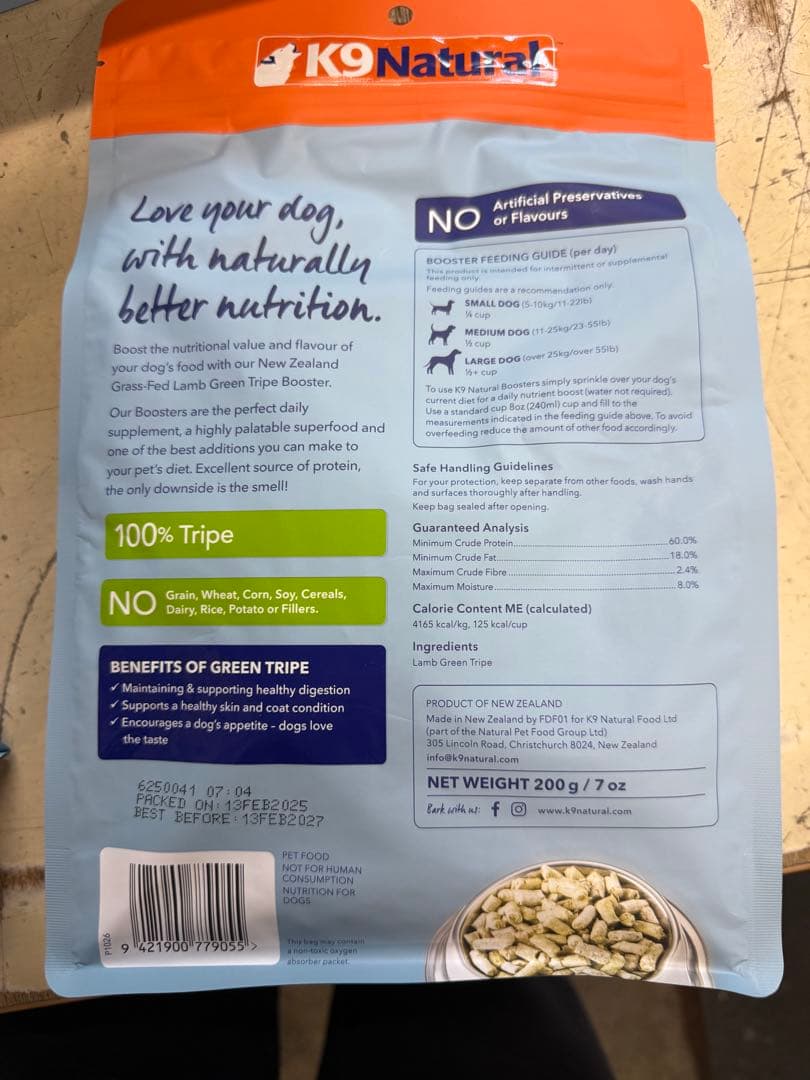 K9Natural
Love your dog,
with naturally
better nutrition.
Boost the nutritional value and flavour of
your dog's food with our New Zealand
Grass-Fed Lamb Green Tripe Booster.
Our Boosters are the perfect daily
supplement, a highly palatable superfood and
one of the best additions you can make to
your pet's diet. Excellent source of protein,
the only downside is the smell!
100% Tripe
NO Grain, Wheat, Corn, Soy, Cereals,
Dairy, Rice, Potato or Fillers.
BENEFITS OF GREEN TRIPE
✓ Maintaining & supporting healthy digestion
✓ Supports a healthy skin and coat condition
✓ Encourages a dog's appetite - dogs love
the taste
6250041 07:04
PACKED ON: 13FEB2025
BEST BEFORE: 13FEB2027
P1026
9 421900 779055 >
PET FOOD
NOT FOR HUMAN
CONSUMPTION
NUTRITION FOR
DOGS
This bag may contain
a non-toxic oxygen
absorber packet.
NO Artificial Preservatives
or Flavours
BOOSTER FEEDING GUIDE (per day)
This product is intended for intermittent or supplemental
feeding only.
Feeding guides are a recommendation only.
SMALL DOG (5-10kg/11-22lb)
¼ cup
MEDIUM DOG (11-25kg/23-55lb)
½ cup
LARGE DOG (over 25kg/over 55lb)
½+ cup
To use K9 Natural Boosters simply sprinkle over your dog's
current diet for a daily nutrient boost (water not required).
Use a standard cup 8oz (240ml) cup and fill to the
measurements indicated in the feeding guide above. To avoid
overfeeding reduce the amount of other food accordingly.
Safe Handling Guidelines
For your protection, keep separate from other foods, wash hands
and surfaces thoroughly after handling.
Keep bag sealed after opening.
Guaranteed Analysis
Minimum Crude Protein 60.0%
Minimum Crude Fat 18.0%
Maximum Crude Fibre 2.4%
Maximum Moisture 8.0%
Calorie Content ME (calculated)
4165 kcal/kg, 125 kcal/cup
Ingredients
Lamb Green Tripe
PRODUCT OF NEW ZEALAND
Made in New Zealand by FDF01 for K9 Natural Food Ltd
(part of the Natural Pet Food Group Ltd)
305 Lincoln Road, Christchurch 8024, New Zealand
info@k9natural.com
NET WEIGHT 200 g / 7 oz
Bark with us: www.k9natural.com